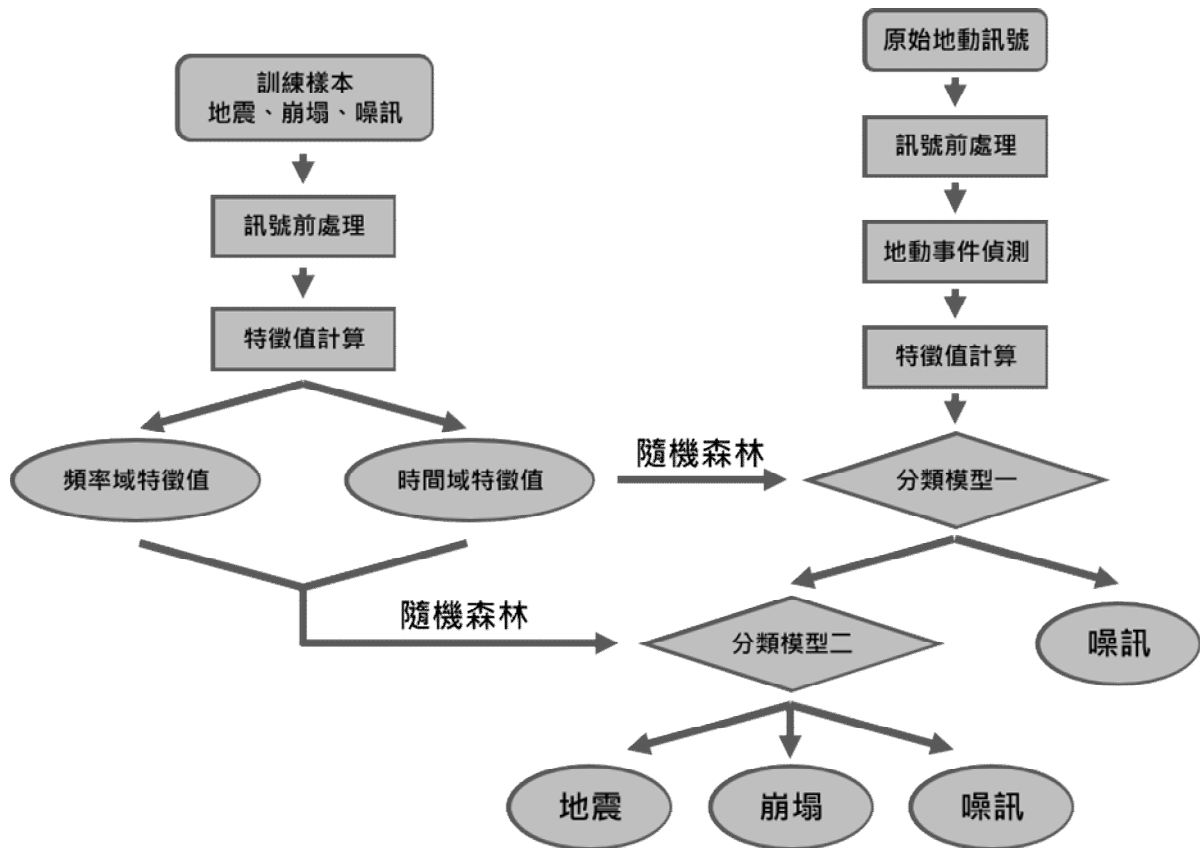 訓練樣本
地震、崩塌、噪訊
訊號前處理
特徵值計算
頻率域特徵值
時間域特徵值
隨機森林
隨機森林
原始地動訊號
訊號前處理
地動事件偵測
特徵值計算
分類模型一
分類模型二
噪訊
地震
崩塌
噪訊